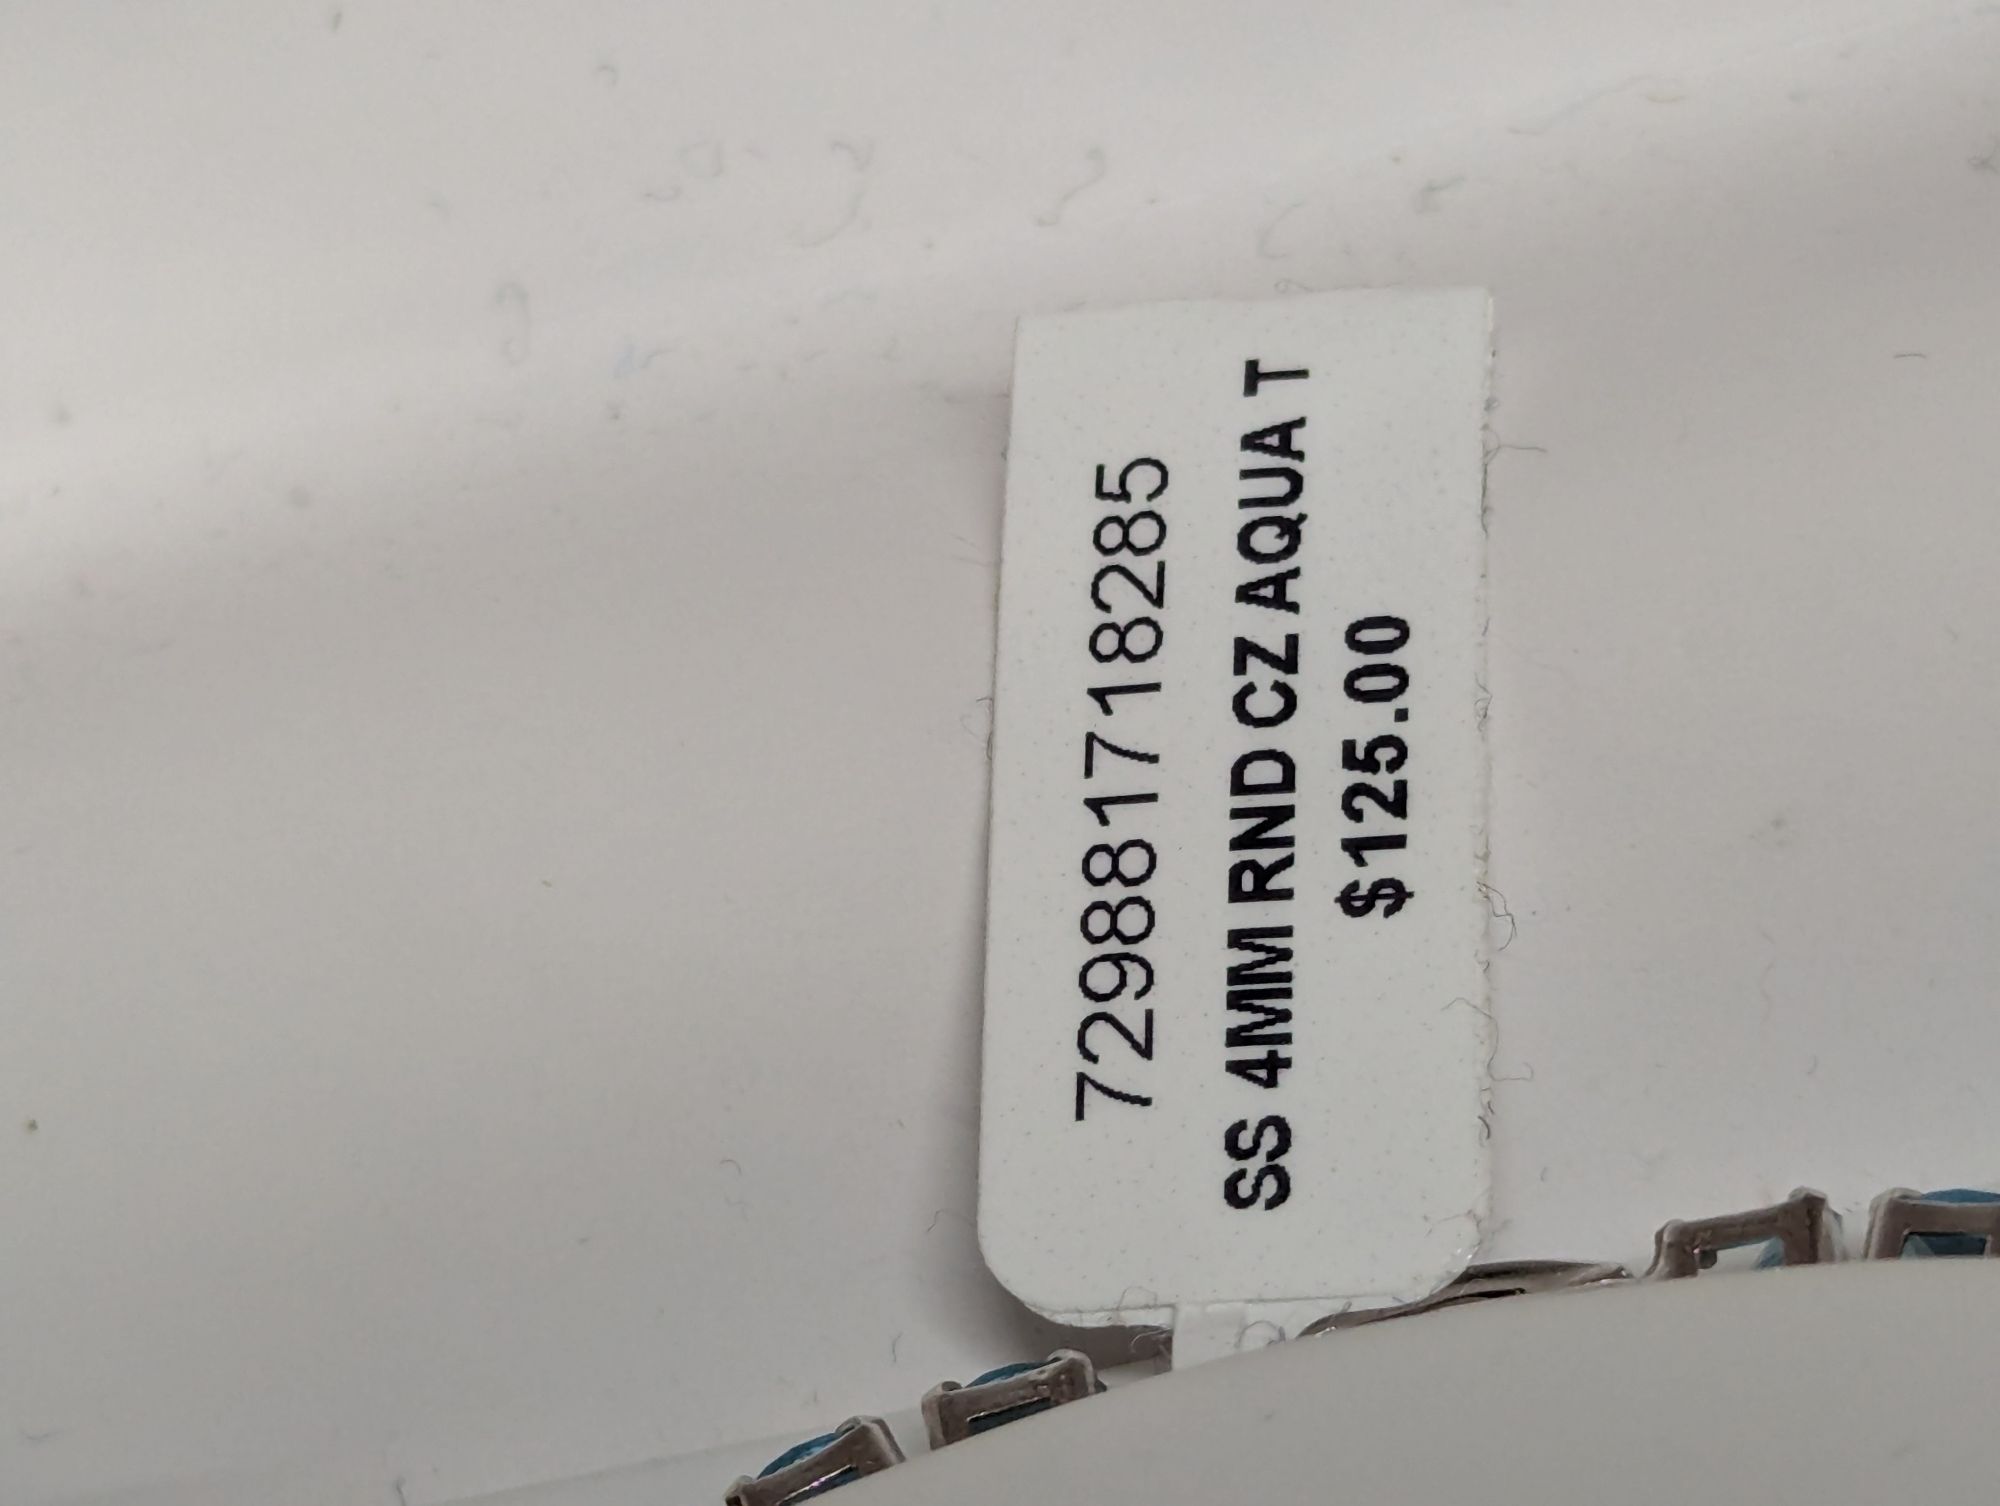 729881718285
SS 4MM RND CZ AQUA T
$125.00